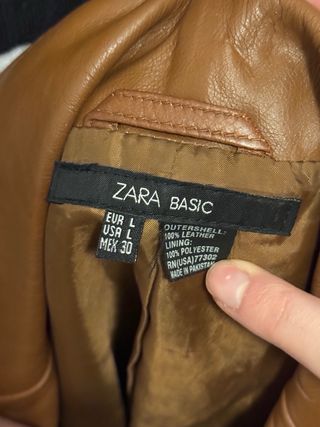 ZARA BASIC
EUR L
USA L
MEX 30
OUTERSHELL:
100% LEATHER
LINING:
100% POLYESTER
RN(USA)77302
MADE IN PAKISTAN